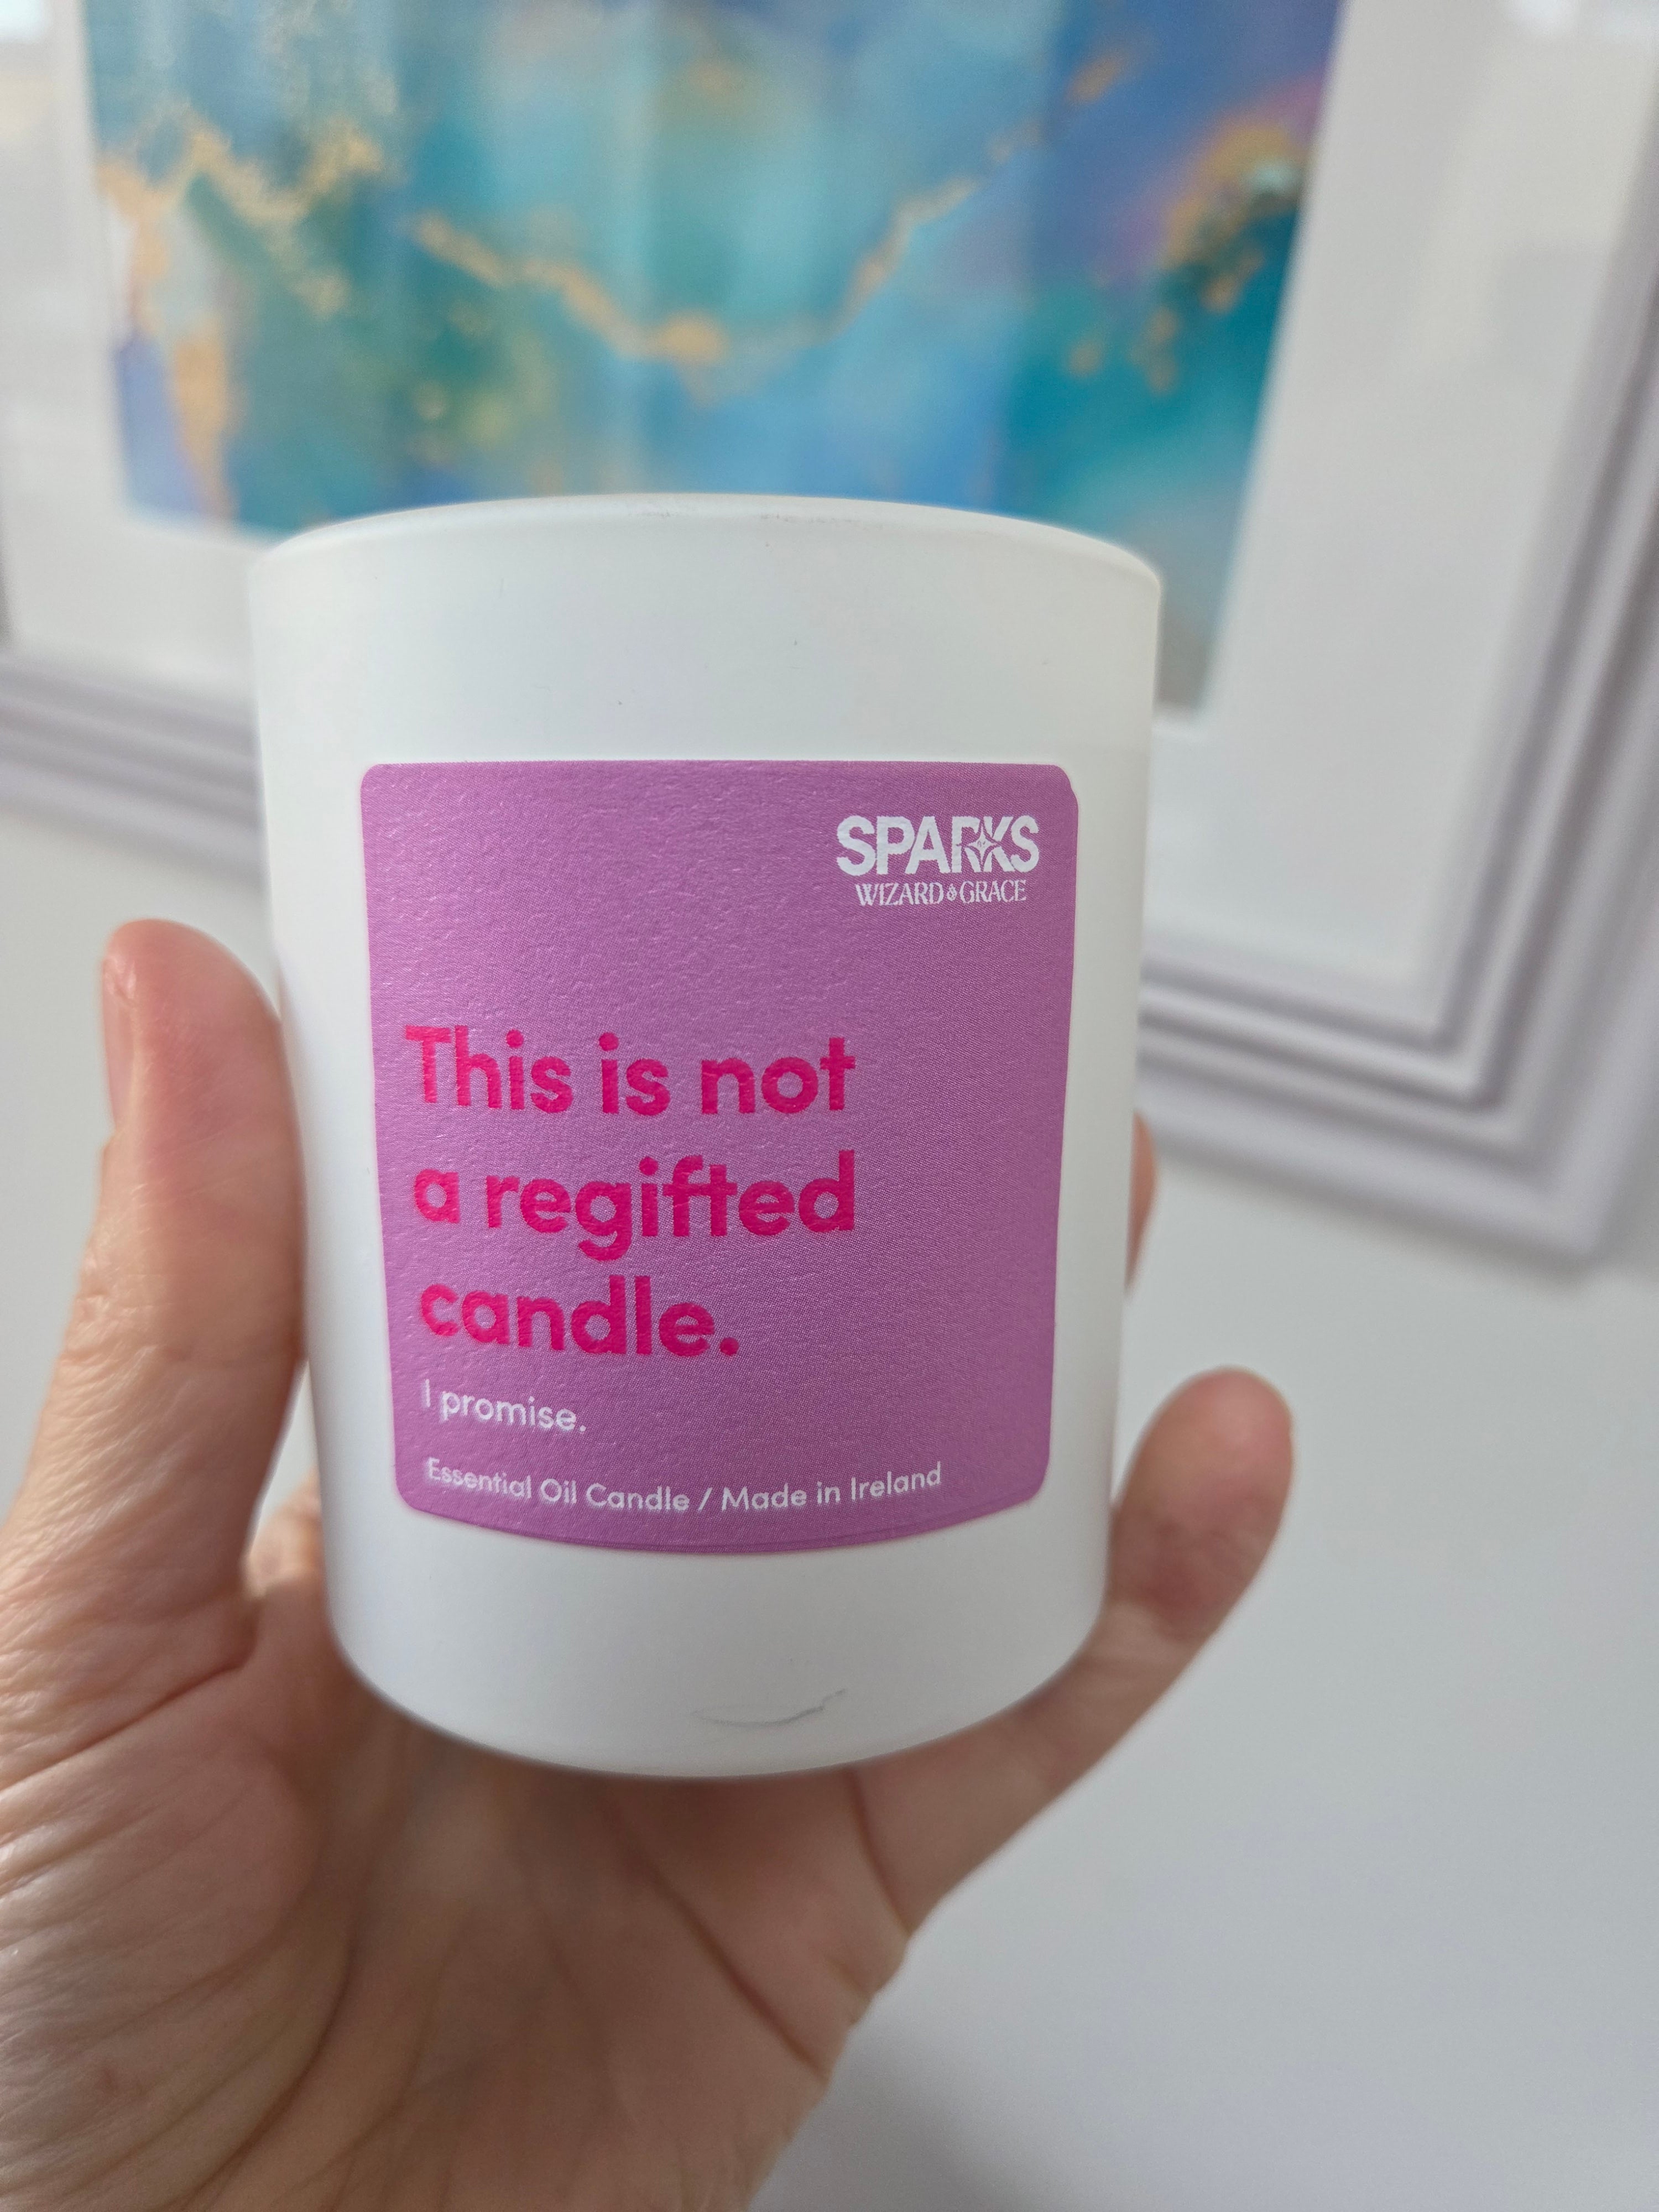 SPARKS
WIZARD & GRACE
This is not
a regifted
candle.
I promise.
Essential Oil Candle / Made in Ireland